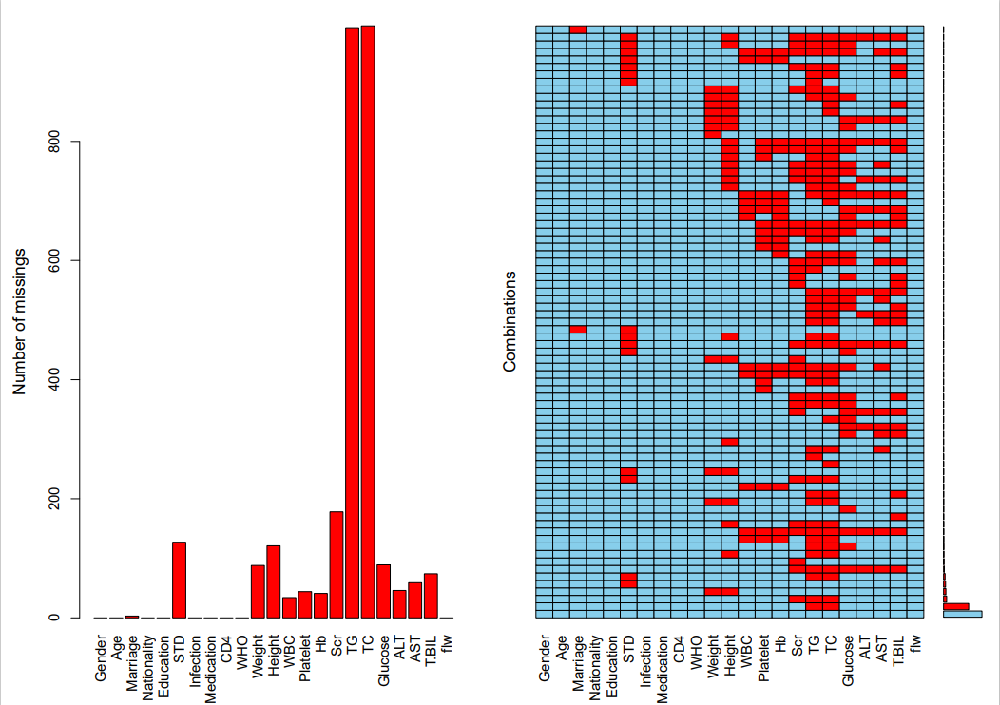 Number of missings
0
200
400
600
800
Gender
Age
Marriage
Nationality
Education
STD
Infection
Medication
CD4
WHO
Weight
Height
WBC
Platelet
Hb
Scr
TG
TC
Glucose
ALT
AST
T.BIL
flw
Combinations
Gender
Age
Marriage
Nationality
Education
STD
Infection
Medication
CD4
WHO
Weight
Height
WBC
Platelet
Hb
Scr
TG
TC
Glucose
ALT
AST
T.BIL
flw